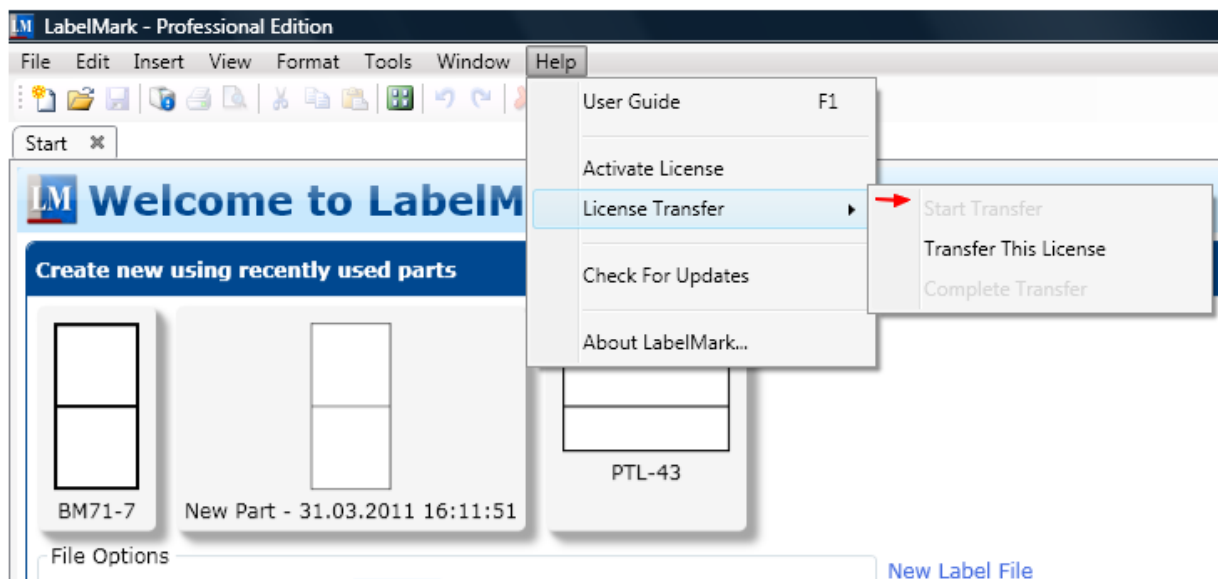 LM LabelMark - Professional Edition
File Edit Insert View Format Tools Window Help
User Guide F1
Start
Activate License
LM Welcome to LabelM
License Transfer
Start Transfer
Transfer This License
Complete Transfer
Create new using recently used parts
Check For Updates
About LabelMark...
BM71-7
New Part - 31.03.2011 16:11:51
PTL-43
File Options
New Label File